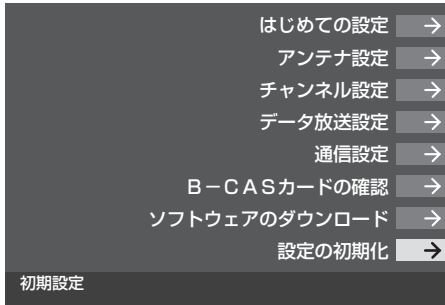 はじめての設定
アンテナ設定
チャンネル設定
データ放送設定
通信設定
B−CASカードの確認
ソフトウェアのダウンロード
設定の初期化
初期設定